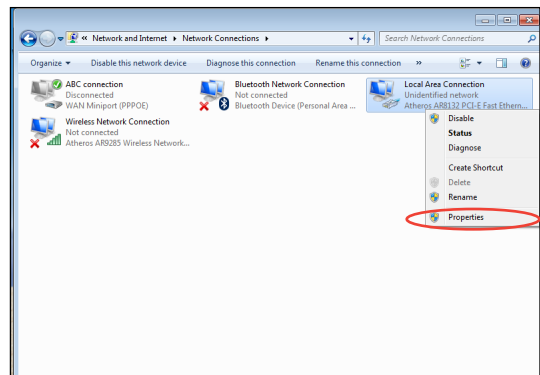 « Network and Internet ▸ Network Connections ▸
Search Network Connections
Organize ▾ Disable this network device Diagnose this connection Rename this connection »
ABC connection
Disconnected
WAN Miniport (PPPOE)
Bluetooth Network Connection
Not connected
Bluetooth Device (Personal Area ...
Local Area Connection
Unidentified network
Atheros AR8132 PCI-E Fast Ethern...
Wireless Network Connection
Not connected
Atheros AR9285 Wireless Network...
Disable
Status
Diagnose
Create Shortcut
Delete
Rename
Properties